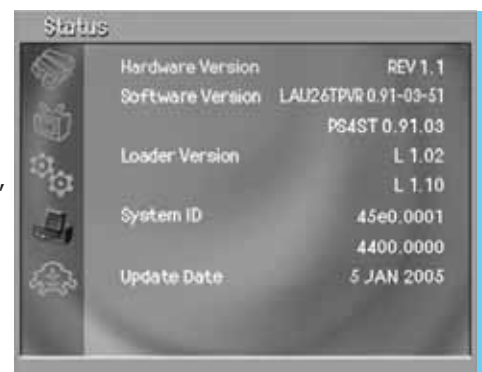 Status
Hardware Version REV 1.1
Software Version LAU26TPVR 0.91-03-51
PS4ST 0.91.03
Loader Version L 1.02
L 1.10
System ID 45e0.0001
4400.0000
Update Date 5 JAN 2005